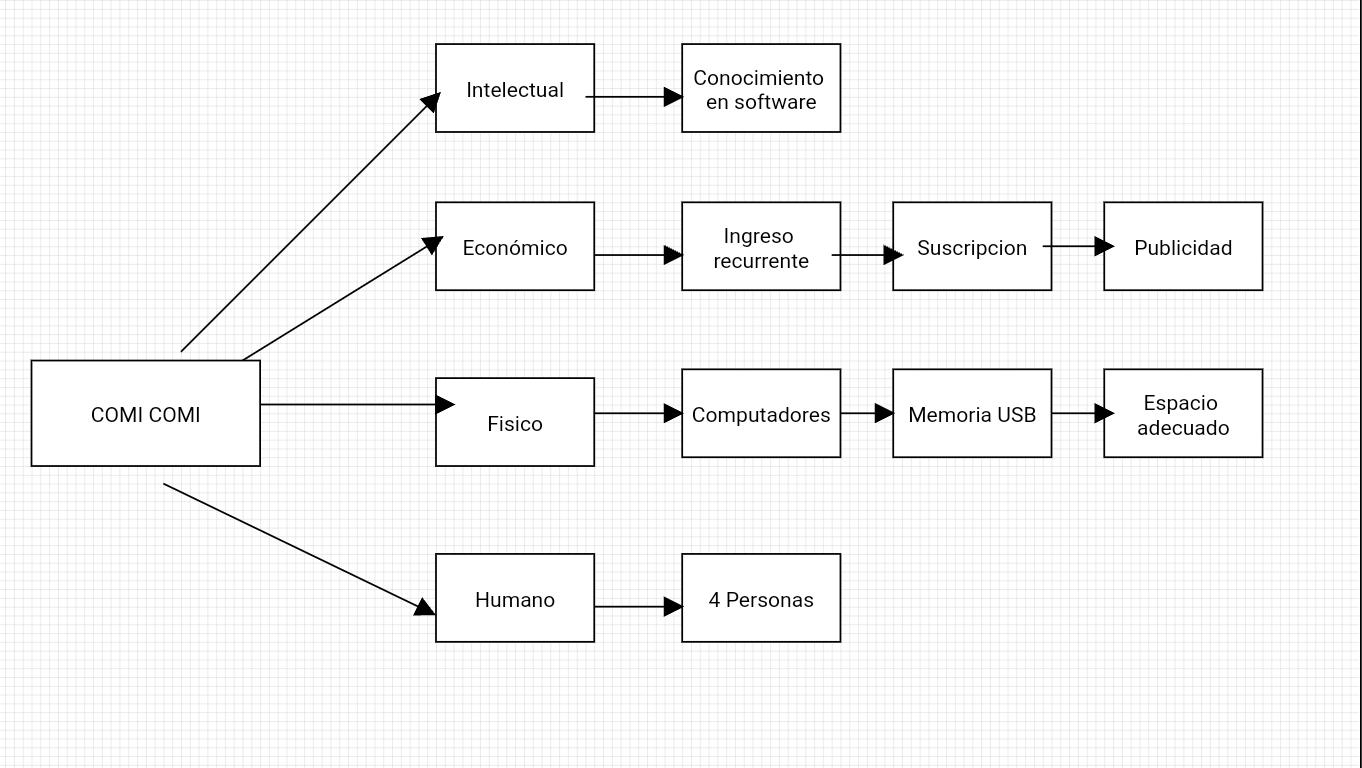 Intelectual
Conocimiento
en software
Económico
Ingreso
recurrente
Suscripcion
Publicidad
COMI COMI
Fisico
Computadores
Memoria USB
Espacio
adecuado
Humano
4 Personas